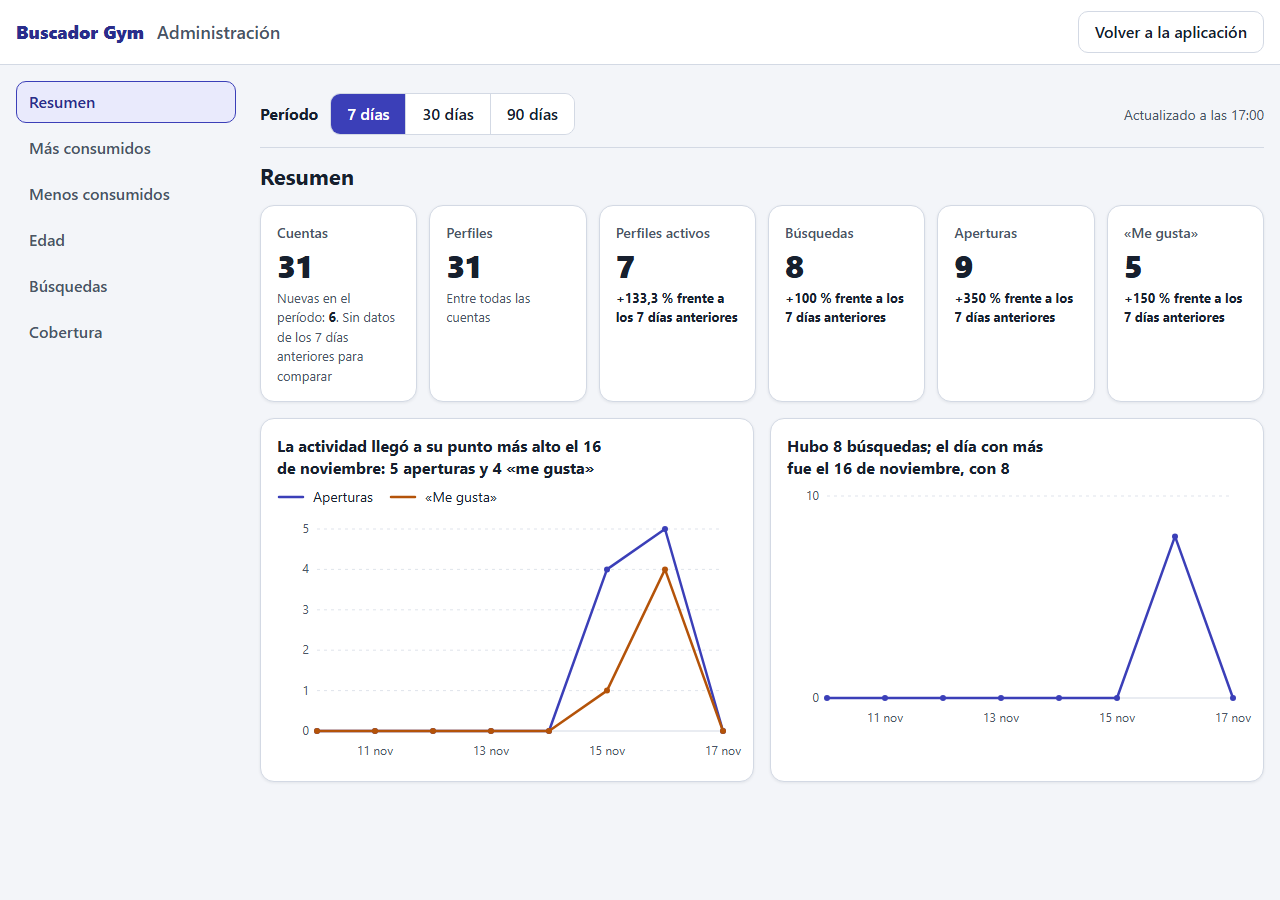 Buscador Gym Administración
Volver a la aplicación
Resumen
Más consumidos
Menos consumidos
Edad
Búsquedas
Cobertura
Período 7 días 30 días 90 días
Actualizado a las 17:00
Resumen
Cuentas
31
Nuevas en el
período: 6. Sin datos
de los 7 días
anteriores para
comparar
Perfiles
31
Entre todas las
cuentas
Perfiles activos
7
+133,3 % frente a
los 7 días anteriores
Búsquedas
8
+100 % frente a los
7 días anteriores
Aperturas
9
+350 % frente a los
7 días anteriores
«Me gusta»
5
+150 % frente a los
7 días anteriores
La actividad llegó a su punto más alto el 16
de noviembre: 5 aperturas y 4 «me gusta»
Aperturas «Me gusta»
5
4
3
2
1
0
11 nov 13 nov 15 nov 17 nov
Hubo 8 búsquedas; el día con más
fue el 16 de noviembre, con 8
10
0
11 nov 13 nov 15 nov 17 nov